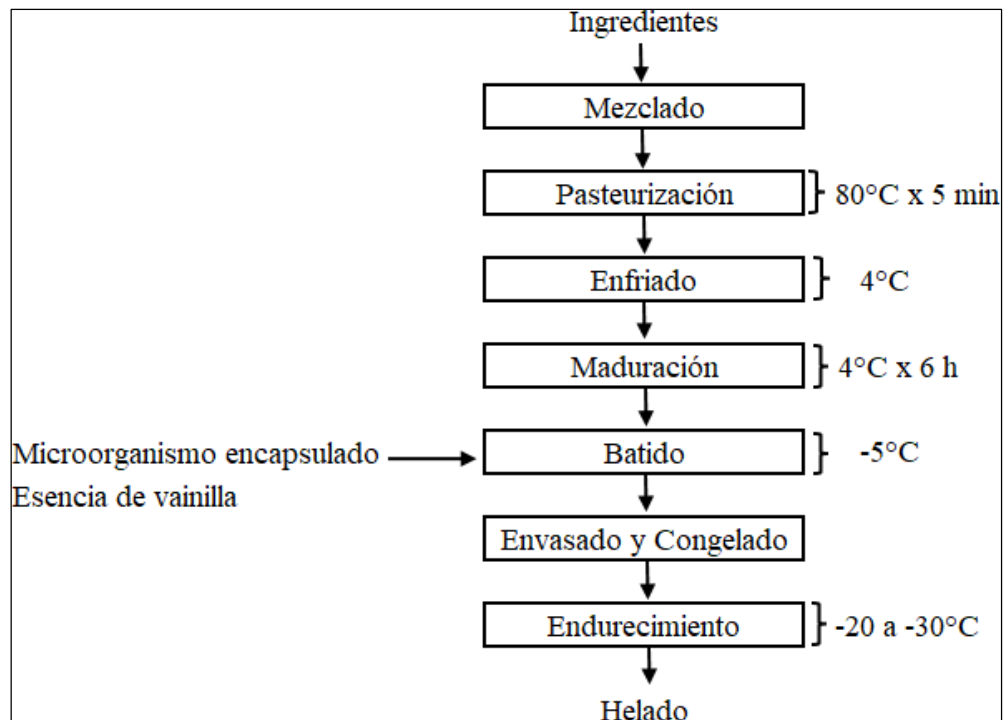 Ingredientes
Mezclado
Pasteurización
80°C x 5 min
Enfriado
4°C
Maduración
4°C x 6 h
Microorganismo encapsulado
Esencia de vainilla
Batido
-5°C
Envasado y Congelado
Endurecimiento
-20 a -30°C
Helado